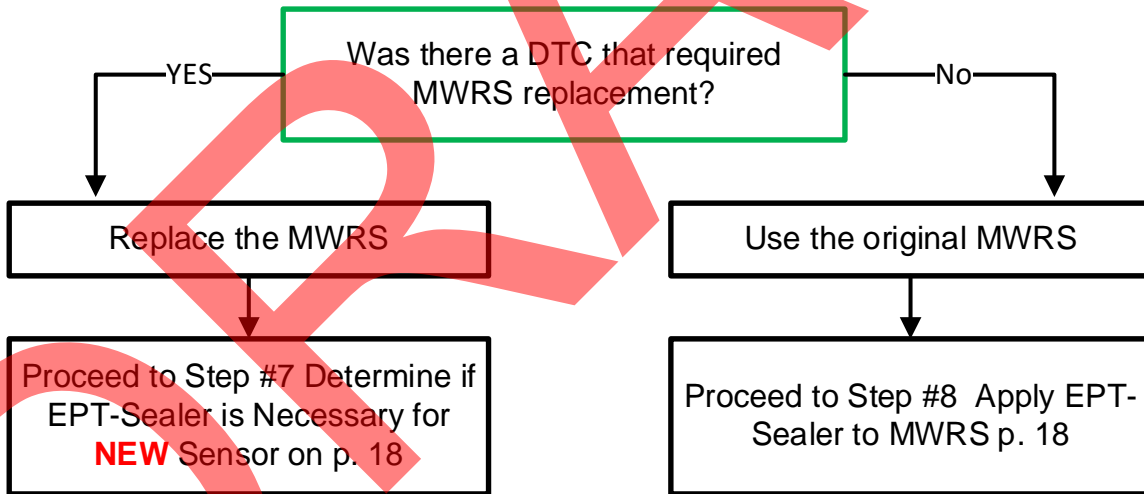 Was there a DTC that required
MWRS replacement?
YES
No
Replace the MWRS
Use the original MWRS
Proceed to Step #7 Determine if
EPT-Sealer is Necessary for
NEW Sensor on p. 18
Proceed to Step #8 Apply EPT-
Sealer to MWRS p. 18